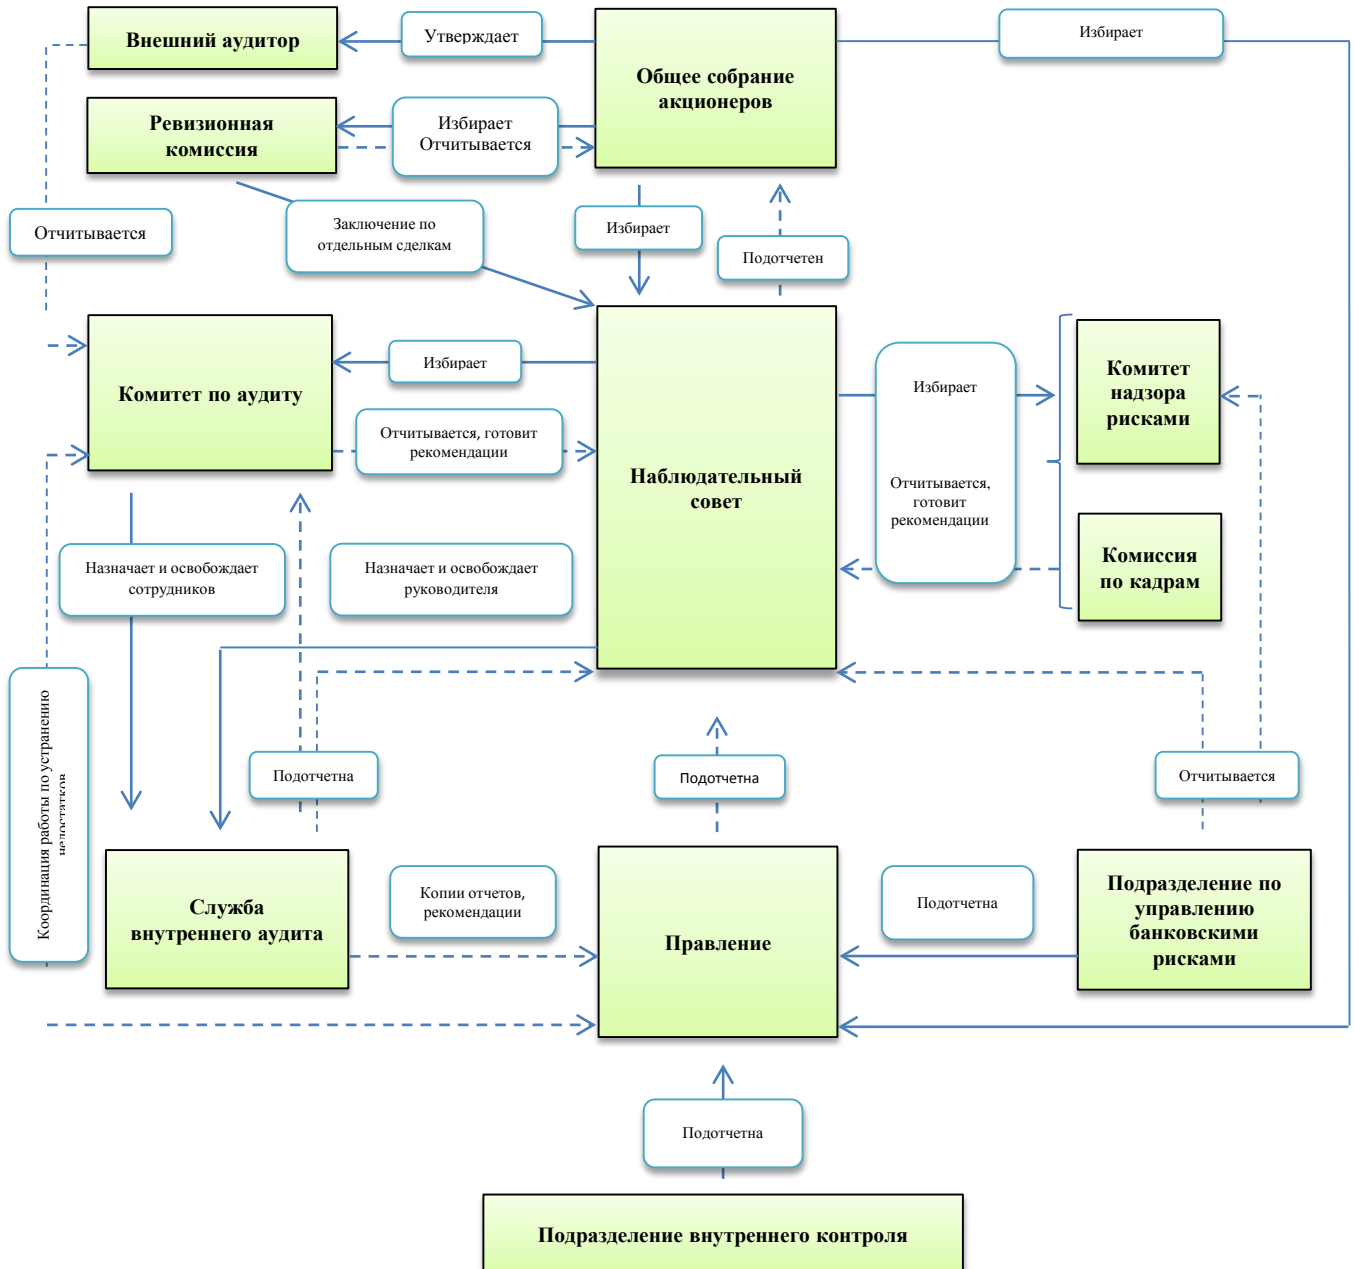 Внешний аудитор
Утверждает
Общее собрание
акционеров
Избирает
Ревизионная
комиссия
Избирает
Отчитывается
Отчитывается
Заключение по
отдельным сделкам
Избирает
Подотчетен
Комитет по аудиту
Избирает
Отчитывается, готовит
рекомендации
Наблюдательный
совет
Избирает
Отчитывается,
готовит
рекомендации
Комитет
надзора
рисками
Комиссия
по кадрам
Назначает и освобождает
сотрудников
Назначает и освобождает
руководителя
Координация работы по устранению
недостатков
Подотчетна
Подотчетна
Отчитывается
Служба
внутреннего аудита
Копии отчетов,
рекомендации
Правление
Подотчетна
Подразделение по
управлению
банковскими
рисками
Подотчетна
Подразделение внутреннего контроля